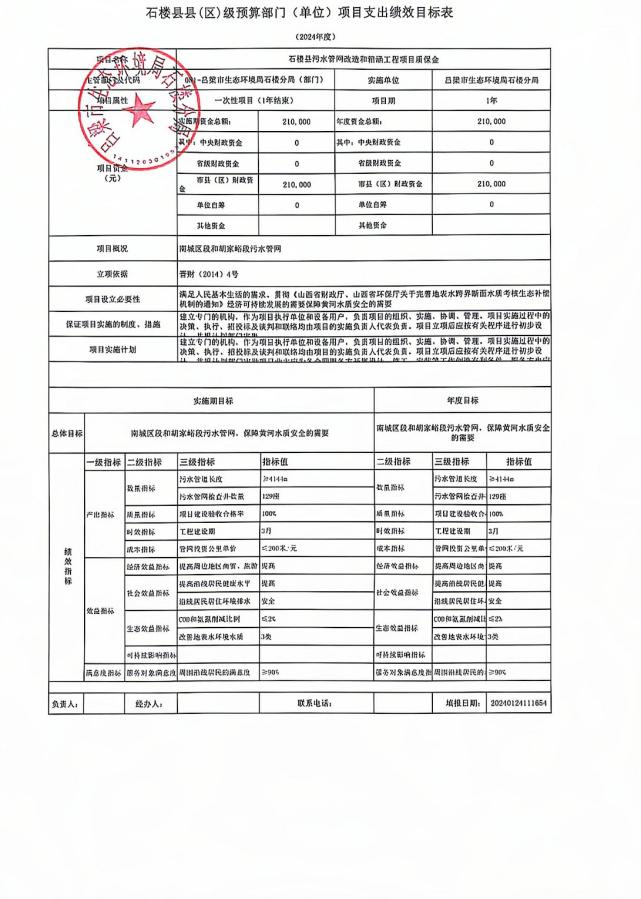 石楼县县(区)级预算部门（单位）项目支出绩效目标表
（2024年度）
项目名称 石楼县污水管网改造和箱涵工程项目质保金
主管部门及代码 081-吕梁市生态环境局石楼分局（部门） 实施单位 吕梁市生态环境局石楼分局
项目属性 一次性项目（1年结束） 项目期 1年
项目资金
（元）
实施期资金总额： 210,000 年度资金总额： 210,000
其中：中央财政资金 0 其中：中央财政资金 0
省级财政资金 0 省级财政资金 0
市县（区）财政资金 210,000 市县（区）财政资金 210,000
单位自筹 0 单位自筹 0
其他资金 其他资金
项目概况 南城区段和胡家峪段污水管网
立项依据 晋财（2014）4号
项目设立必要性 满足人民基本生活的需求、贯彻《山西省财政厅、山西省环保厅关于完善地表水跨界断面水质考核生态补偿
机制的通知》经济可持续发展的需要保障黄河水质安全的需要
保证项目实施的制度、措施 建立专门的机构，作为项目执行单位和设备用户，负责项目的组织、实施、协调、管理，项目实施过程中的
决策、执行、招投标及谈判和联络均由项目的实施负责人代表负责，项目立项后应按有关程序进行初步设
项目实施计划 建立专门的机构，作为项目执行单位和设备用户，负责项目的组织、实施、协调、管理，项目实施过程中的
决策、执行、招投标及谈判和联络均由项目的实施负责人代表负责，项目立项后应按有关程序进行初步设
实施期目标 年度目标
总体目标 南城区段和胡家峪段污水管网，保障黄河水质安全的需要 南城区段和胡家峪段污水管网，保障黄河水质安全
的需要
绩效指标
一级指标 二级指标 三级指标 指标值 二级指标 三级指标 指标值
产出指标 数量指标 污水管道长度 ≥4144m 数量指标 污水管道长度 ≥4144m
污水管网检查井数量 129座 污水管网检查井 129座
质量指标 项目建设验收合格率 100% 质量指标 项目建设验收合 100%
时效指标 工程建设期 3月 时效指标 工程建设期 3月
成本指标 管网投资公里单价 ≤200米/元 成本指标 管网投资公里单 ≤200米/元
效益指标 经济效益指标 提高周边地区商贸、旅游 提高 经济效益指标 提高周边地区商 提高
社会效益指标 提高沿线居民健康水平 提高 社会效益指标 提高沿线居民 提高
沿线居民居住环境排水 安全 沿线居民居住环 安全
生态效益指标 COD和氨氮削减比例 ≤2% 生态效益指标 COD和氨氮削减比 ≤2%
改善地表水环境水质 3类 改善地表水环境 3类
可持续影响指标 可持续影响指标
满意度指标 服务对象满意度 周围沿线居民的满意度 ≥90% 服务对象满意度指 周围沿线居民的 ≥90%
负责人： 经办人： 联系电话： 填报日期： 20240124111654
吕梁市生态环境局石楼分局